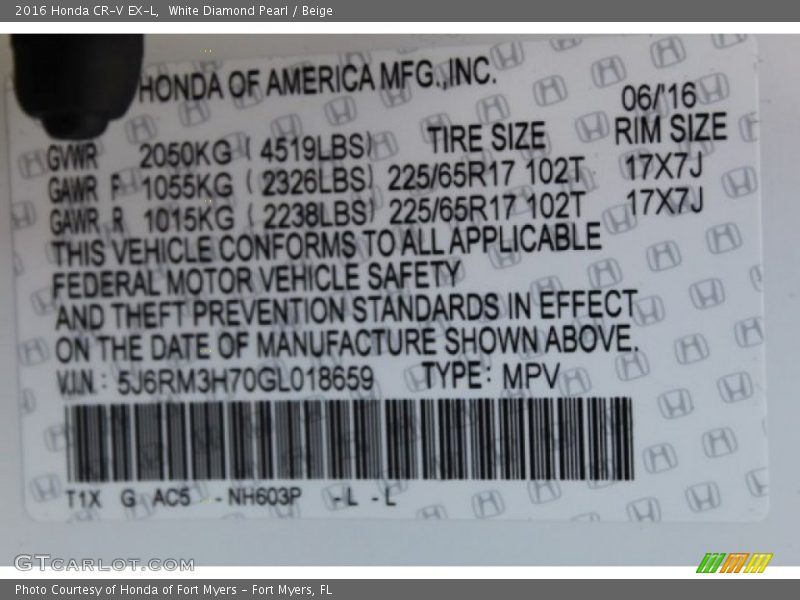 2016 Honda CR-V EX-L,  White Diamond Pearl / Beige
HONDA OF AMERICA MFG.,INC.
06/'16
GVWR 2050KG ( 4519LBS) TIRE SIZE RIM SIZE
GAWR F 1055KG ( 2326LBS) 225/65R17 102T 17X7J
GAWR R 1015KG ( 2238LBS) 225/65R17 102T 17X7J
THIS VEHICLE CONFORMS TO ALL APPLICABLE
FEDERAL MOTOR VEHICLE SAFETY
AND THEFT PREVENTION STANDARDS IN EFFECT
ON THE DATE OF MANUFACTURE SHOWN ABOVE.
V.I.N.: 5J6RM3H70GL018659 TYPE: MPV
T1X G AC5 - NH603P - L - L
GTCARLOT.COM
Photo Courtesy of Honda of Fort Myers - Fort Myers, FL